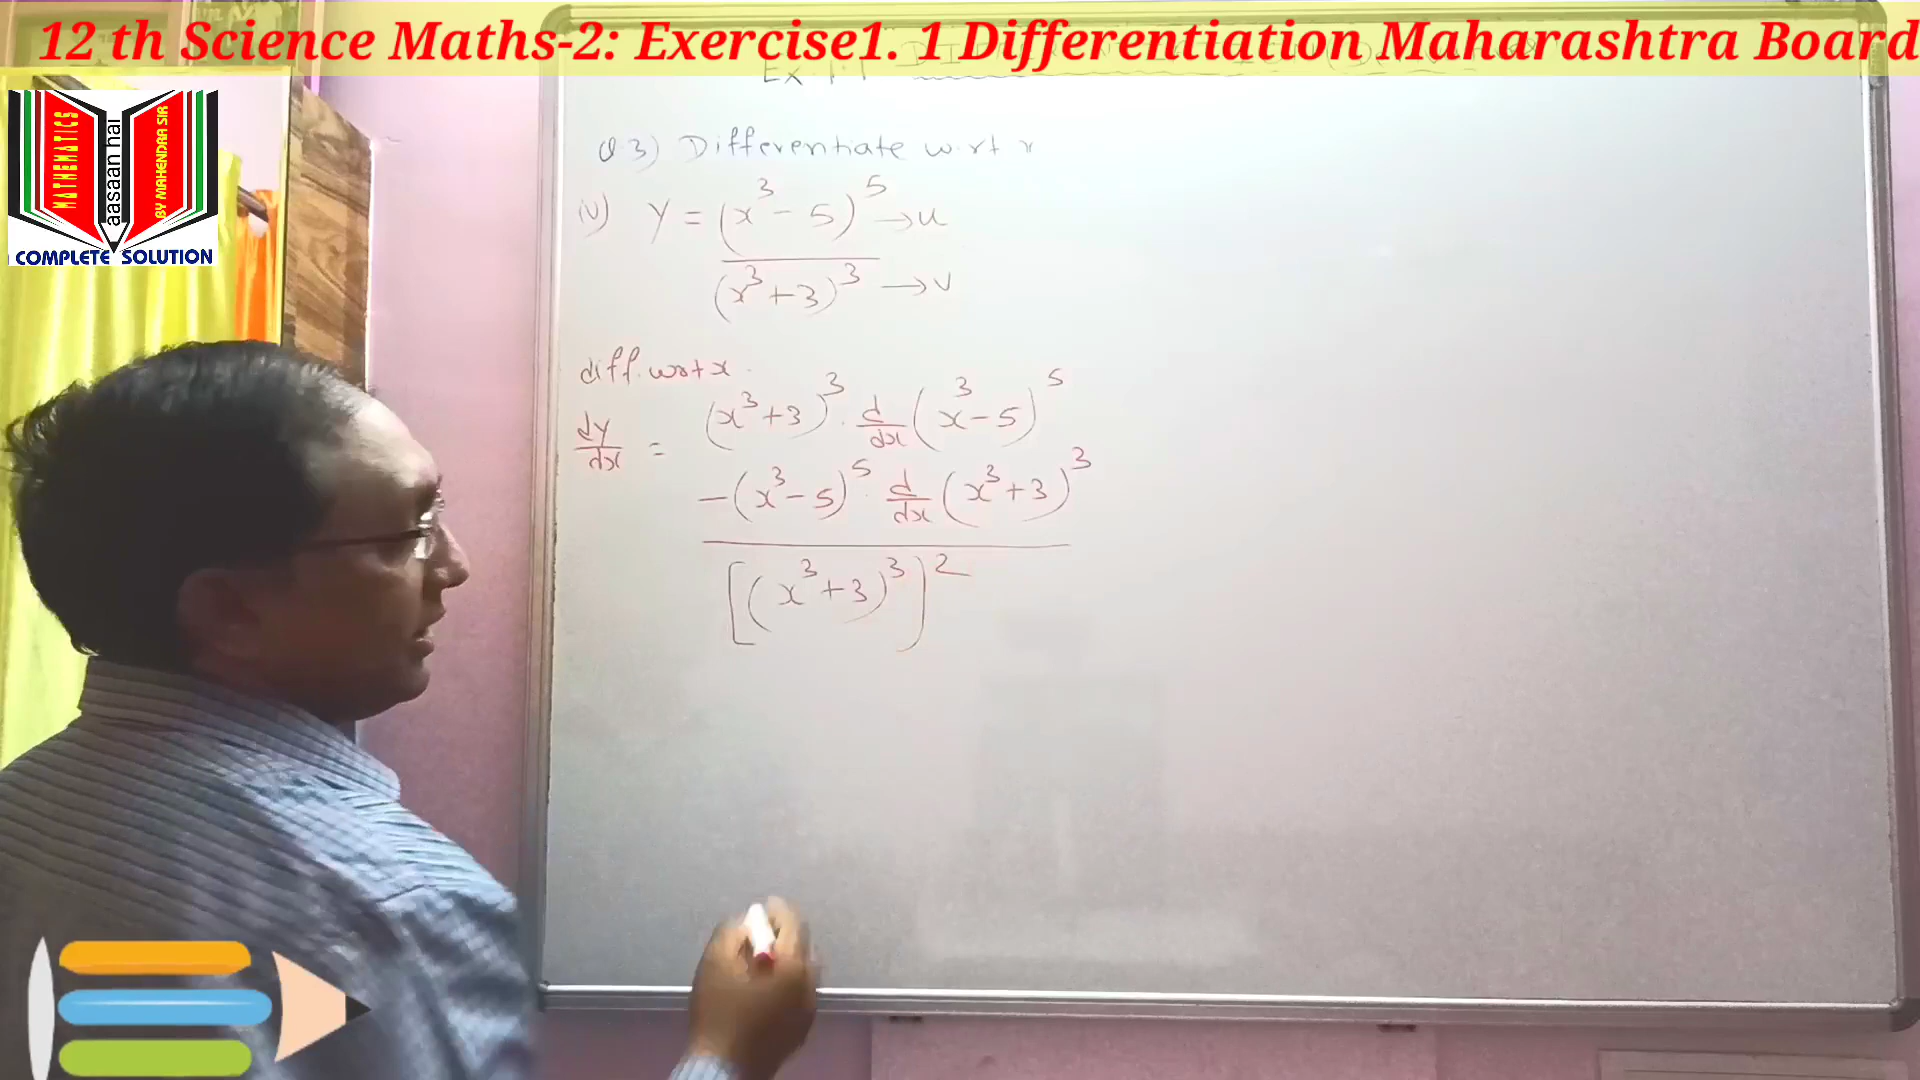 12 th Science Maths-2: Exercise1. 1 Differentiation Maharashtra Board
Ex. 1.1
MATHEMATICS
aasaan hai
BY MAHENDRA SIR
COMPLETE SOLUTION
Q.3) Differentiate w.r.t x
iv) y = (x³ - 5)⁵ → u
(x³ + 3)³ → v
diff. w.r.t x.
dy/dx = (x³+3)³ · d/dx (x³-5)⁵
-(x³-5)⁵ · d/dx (x³+3)³
[(x³+3)³]²